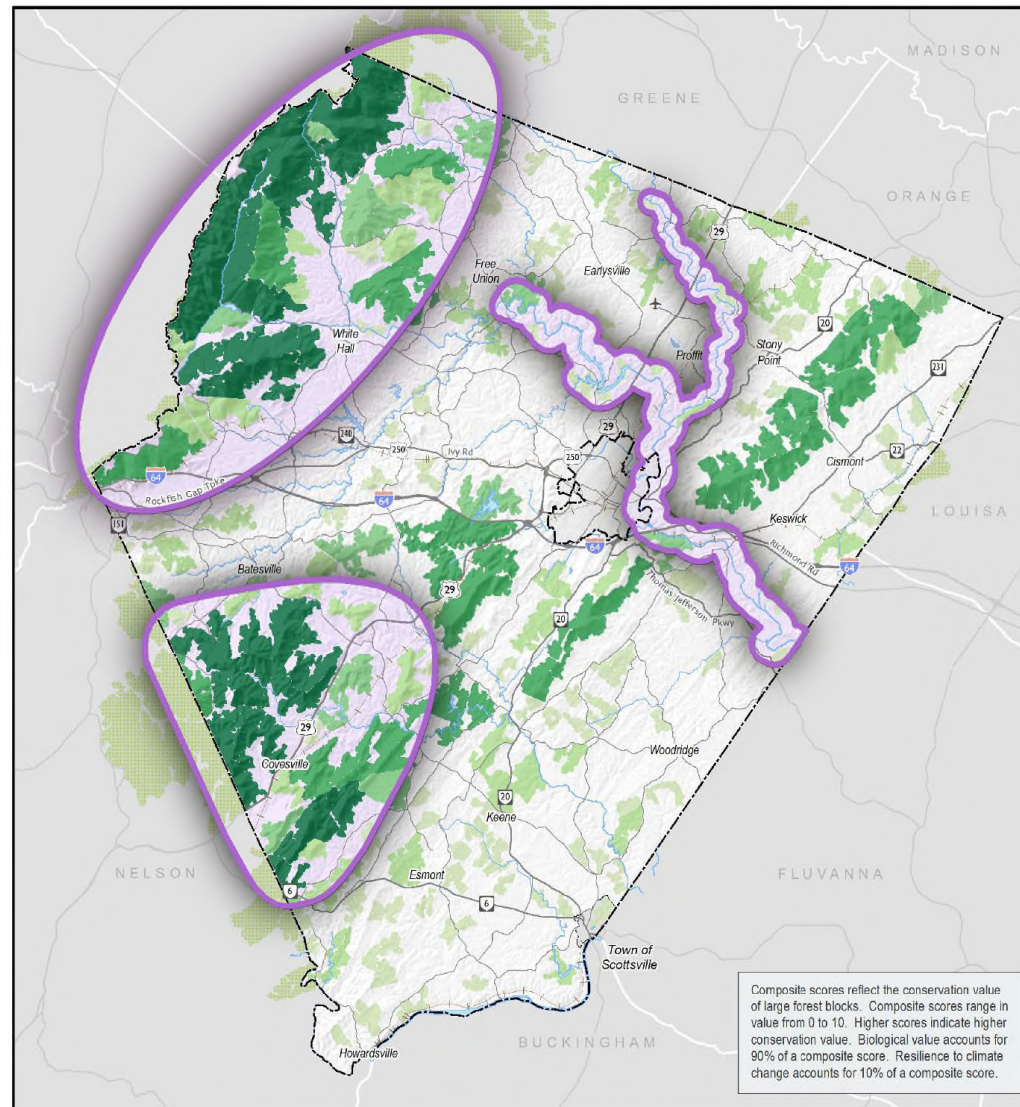 MADISON
GREENE
ORANGE
29
Free
Union
Earlysville
20
White
Hall
Proffit
Stony
Point
231
29
240
250
Ivy Rd
250
22
Cismont
64
Rockfish Gap Tpke
64
LOUISA
151
Keswick
64
Richmond Rd
64
Batesville
29
Thomas Jefferson
Pkwy
20
29
Covesville
Woodridge
20
Keene
NELSON
Esmont
FLUVANNA
6
6
Town of
Scottsville
Composite scores reflect the conservation value
of large forest blocks. Composite scores range in
value from 0 to 10. Higher scores indicate higher
conservation value. Biological value accounts for
90% of a composite score. Resilience to climate
change accounts for 10% of a composite score.
BUCKINGHAM
Howardsville